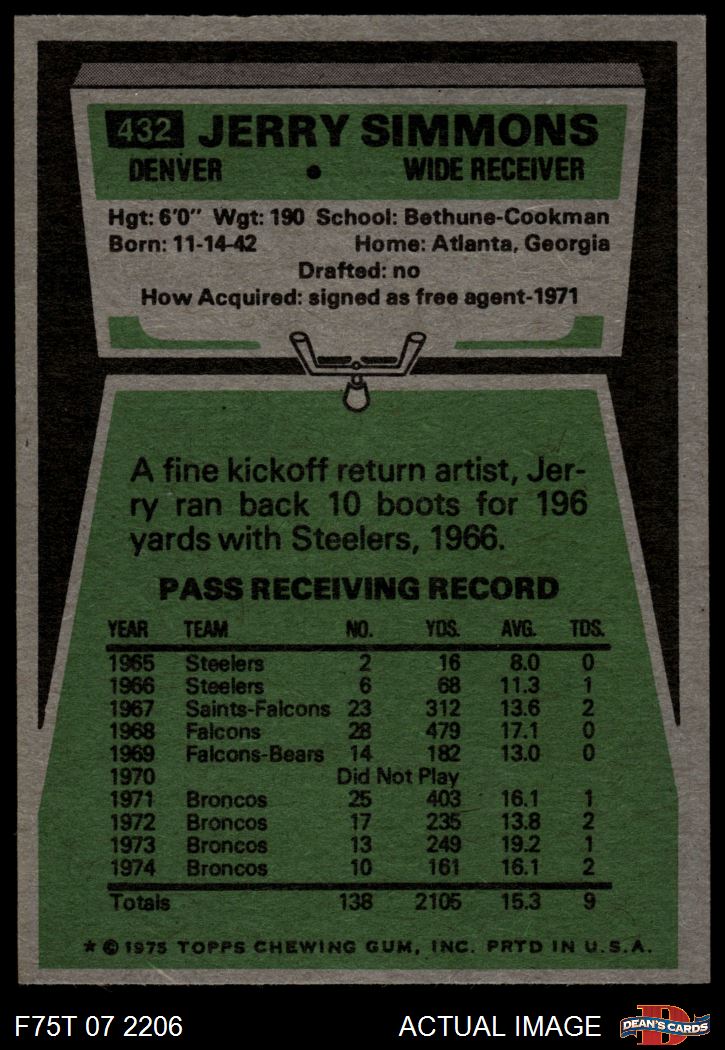 432 JERRY SIMMONS
DENVER • WIDE RECEIVER
Hgt: 6'0" Wgt: 190 School: Bethune-Cookman
Born: 11-14-42 Home: Atlanta, Georgia
Drafted: no
How Acquired: signed as free agent-1971
A fine kickoff return artist, Jer-
ry ran back 10 boots for 196
yards with Steelers, 1966.
PASS RECEIVING RECORD
YEAR TEAM NO. YDS. AVG. TDS.
1965 Steelers 2 16 8.0 0
1966 Steelers 6 68 11.3 1
1967 Saints-Falcons 23 312 13.6 2
1968 Falcons 28 479 17.1 0
1969 Falcons-Bears 14 182 13.0 0
1970 Did Not Play
1971 Broncos 25 403 16.1 1
1972 Broncos 17 235 13.8 2
1973 Broncos 13 249 19.2 1
1974 Broncos 10 161 16.1 2
Totals 138 2105 15.3 9
* © 1975 TOPPS CHEWING GUM, INC. PRTD IN U.S.A.
F75T 07 2206 ACTUAL IMAGE D DEAN'S CARDS